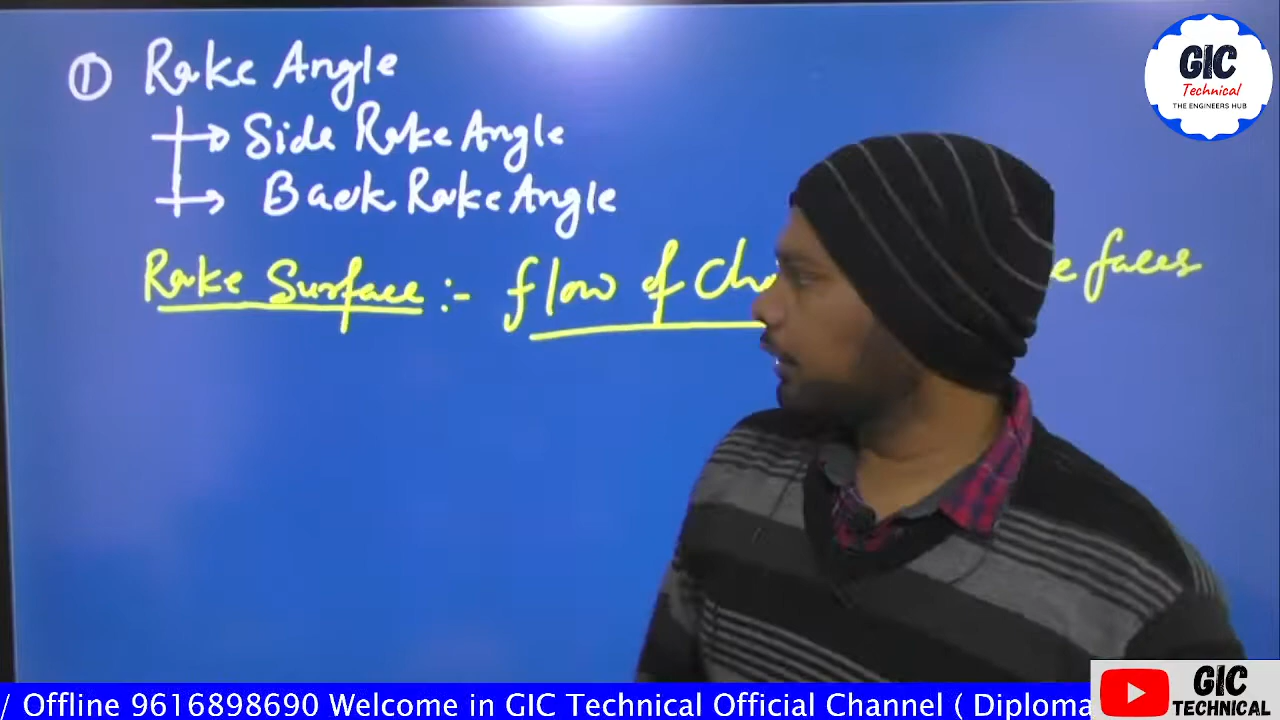 ① Rake Angle
Side Rake Angle
Back Rake Angle
Rake Surface :- flow of faces
GIC
Technical
THE ENGINEERS HUB
/ Offline 9616898690 Welcome in GIC Technical Official Channel ( Diploma
GIC
TECHNICAL